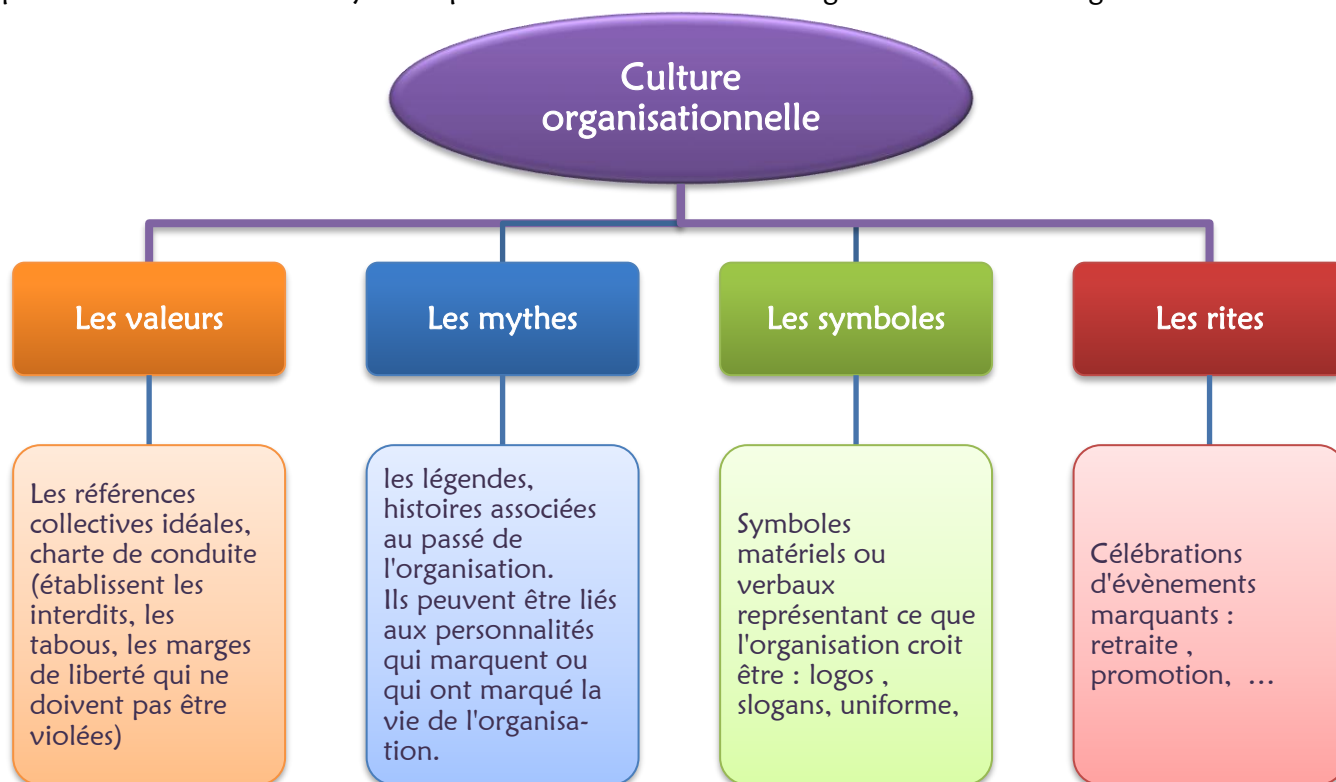 Culture
organisationnelle
Les valeurs
Les mythes
Les symboles
Les rites
Les références
collectives idéales,
charte de conduite
(établissent les
interdits, les
tabous, les marges
de liberté qui ne
doivent pas être
violées)
les légendes,
histoires associées
au passé de
l'organisation.
Ils peuvent être liés
aux personnalités
qui marquent ou
qui ont marqué la
vie de l'organisa-
tion.
Symboles
matériels ou
verbaux
représentant ce que
l'organisation croit
être : logos ,
slogans, uniforme,
Célébrations
d'évènements
marquants :
retraite ,
promotion, ...